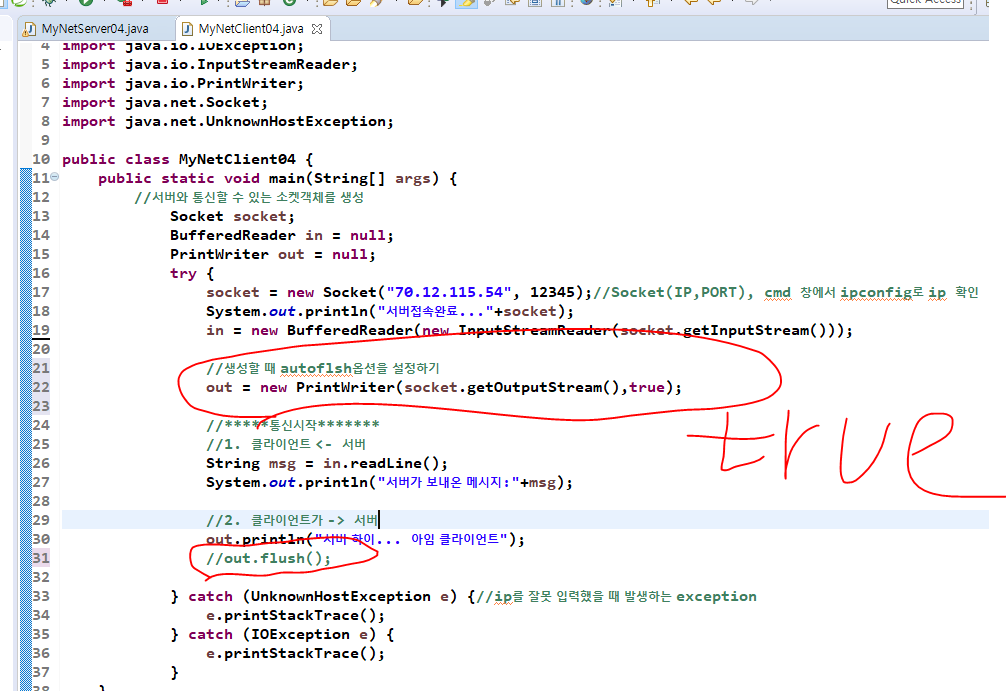 Quick Access
MyNetServer04.java MyNetClient04.java
4 import java.io.IOException;
5 import java.io.InputStreamReader;
6 import java.io.PrintWriter;
7 import java.net.Socket;
8 import java.net.UnknownHostException;
9
10 public class MyNetClient04 {
11 public static void main(String[] args) {
12 //서버와 통신할 수 있는 소켓객체를 생성
13 Socket socket;
14 BufferedReader in = null;
15 PrintWriter out = null;
16 try {
17 socket = new Socket("70.12.115.54", 12345);//Socket(IP,PORT), cmd 창에서 ipconfig로 ip 확인
18 System.out.println("서버접속완료..."+socket);
19 in = new BufferedReader(new InputStreamReader(socket.getInputStream()));
20
21 //생성할 때 autoflsh옵션을 설정하기
22 out = new PrintWriter(socket.getOutputStream(),true);
23
true
24 //*****통신시작*******
25 //1. 클라이언트 <- 서버
26 String msg = in.readLine();
27 System.out.println("서버가 보내온 메시지:"+msg);
28
29 //2. 클라이언트가 -> 서버
30 out.println("서버 하이... 아임 클라이언트");
31 //out.flush();
32
33 } catch (UnknownHostException e) {//ip를 잘못 입력했을 때 발생하는 exception
34 e.printStackTrace();
35 } catch (IOException e) {
36 e.printStackTrace();
37 }
38 }